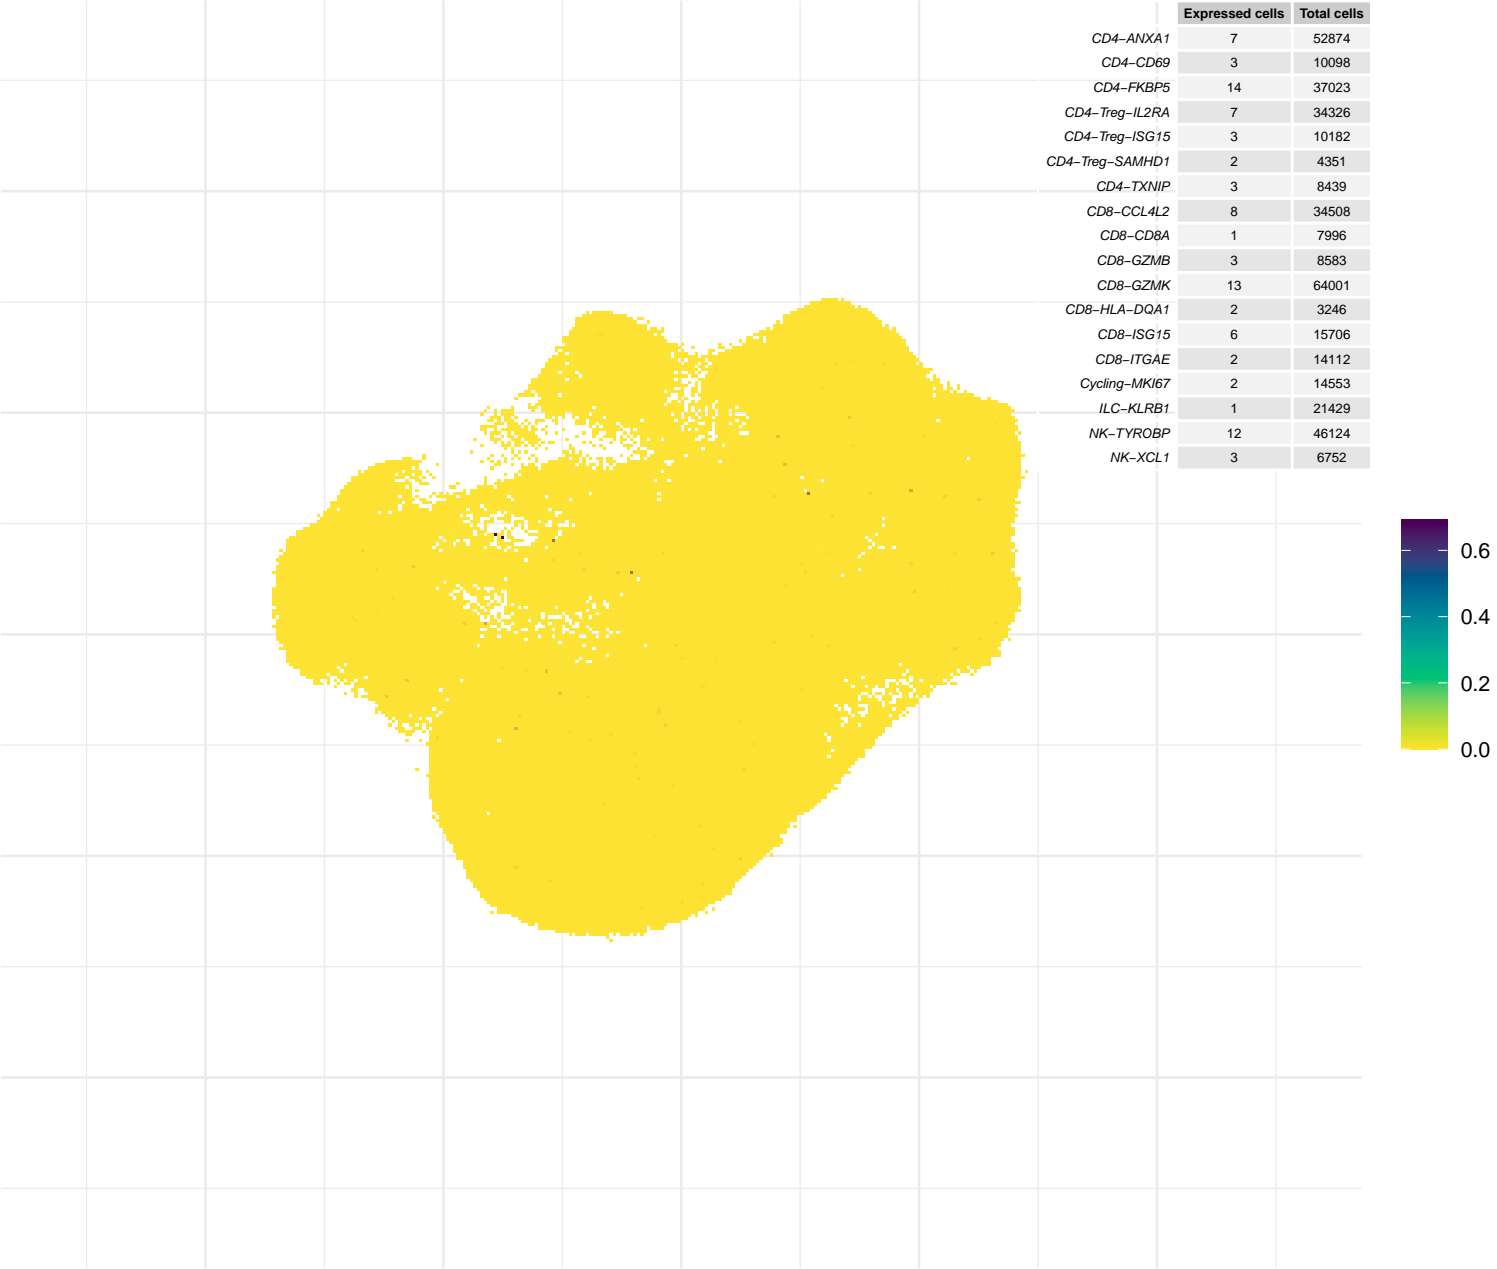 Expressed cells Total cells
CD4−ANXA1 7 52874
CD4−CD69 3 10098
CD4−FKBP5 14 37023
CD4−Treg−IL2RA 7 34326
CD4−Treg−ISG15 3 10182
CD4−Treg−SAMHD1 2 4351
CD4−TXNIP 3 8439
CD8−CCL4L2 8 34508
CD8−CD8A 1 7996
CD8−GZMB 3 8583
CD8−GZMK 13 64001
CD8−HLA−DQA1 2 3246
CD8−ISG15 6 15706
CD8−ITGAE 2 14112
Cycling−MKI67 2 14553
ILC−KLRB1 1 21429
NK−TYROBP 12 46124
NK−XCL1 3 6752
0.6
0.4
0.2
0.0